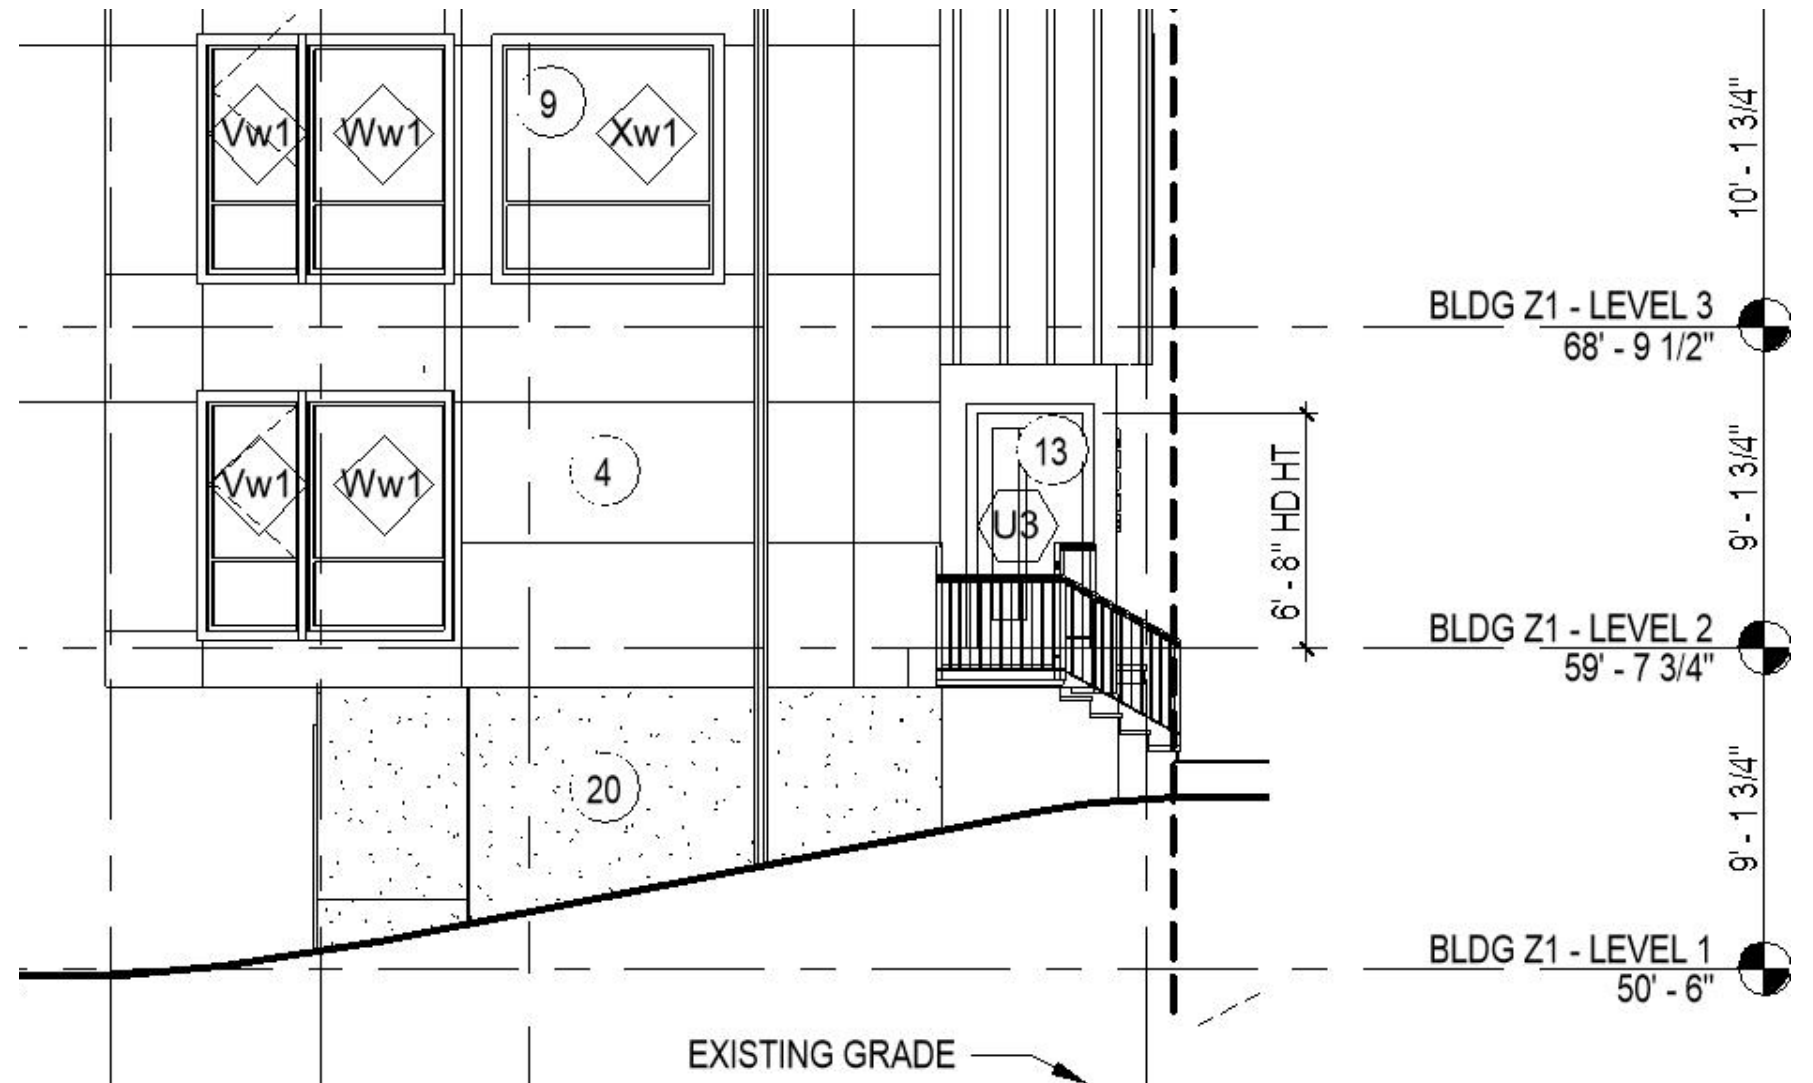 9
Vw1
Ww1
Xw1
10' - 1 3/4"
BLDG Z1 - LEVEL 3
68' - 9 1/2"
Vw1
Ww1
4
13
U3
6' - 8" HD HT
9' - 1 3/4"
BLDG Z1 - LEVEL 2
59' - 7 3/4"
20
9' - 1 3/4"
BLDG Z1 - LEVEL 1
50' - 6"
EXISTING GRADE